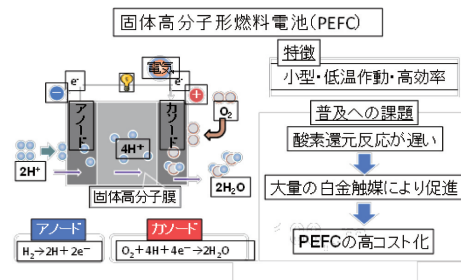 固体高分子形燃料電池(PEFC)
特徴
小型・低温作動・高効率
普及への課題
酸素還元反応が遅い
大量の白金触媒により促進
PEFCの高コスト化
電気
e-
e-
アノード
カソード
O₂
4H⁺
2H⁺
2H₂O
固体高分子膜
アノード
カソード
H₂→2H+2e⁻
O₂+4H+4e⁻→2H₂O